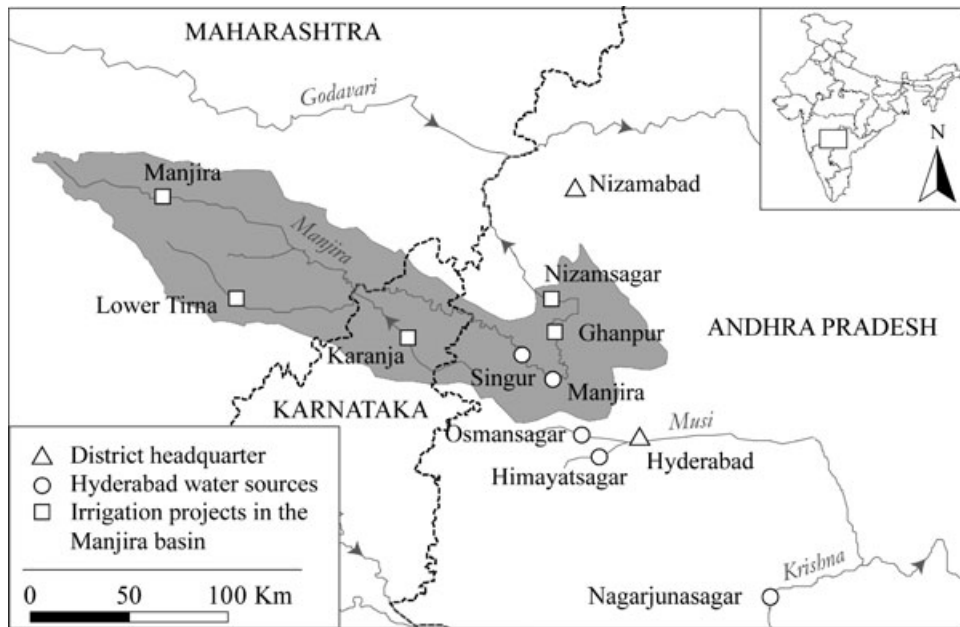 MAHARASHTRA
Godavari
N
Manjira
Nizamabad
Manjira
Nizamsagar
Lower Tirna
Ghanpur
ANDHRA PRADESH
Karanja
Singur
Manjira
KARNATAKA
Osmansagar
Musi
Himayatsagar
Hyderabad
District headquarter
Hyderabad water sources
Irrigation projects in the
Manjira basin
Krishna
Nagarjunasagar
0 50 100 Km